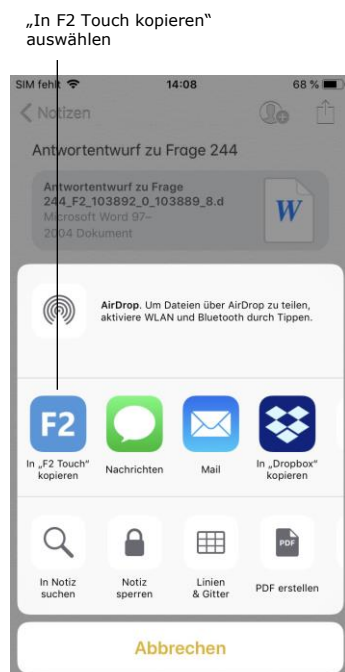 „In F2 Touch kopieren“
auswählen
SIM fehlt 14:08 68 %
Notizen
Antwortentwurf zu Frage 244
Antwortentwurf zu Frage
244_F2_103892_0_103889_8.d
Microsoft Word 97–
2004 Dokument
W
AirDrop. Um Dateien über AirDrop zu teilen,
aktiviere WLAN und Bluetooth durch Tippen.
F2
In „F2 Touch“
kopieren
Nachrichten
Mail
In „Dropbox“
kopieren
PDF
In Notiz
suchen
Notiz
sperren
Linien
& Gitter
PDF erstellen
Abbrechen